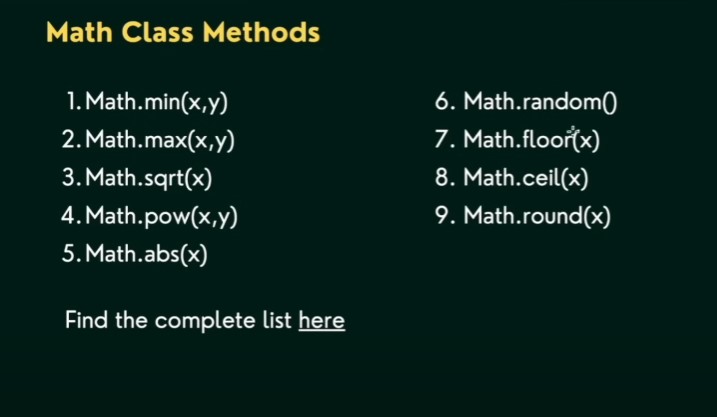 Math Class Methods
1. Math.min(x,y)
2. Math.max(x,y)
3. Math.sqrt(x)
4. Math.pow(x,y)
5. Math.abs(x)
6. Math.random()
7. Math.floor(x)
8. Math.ceil(x)
9. Math.round(x)
Find the complete list here